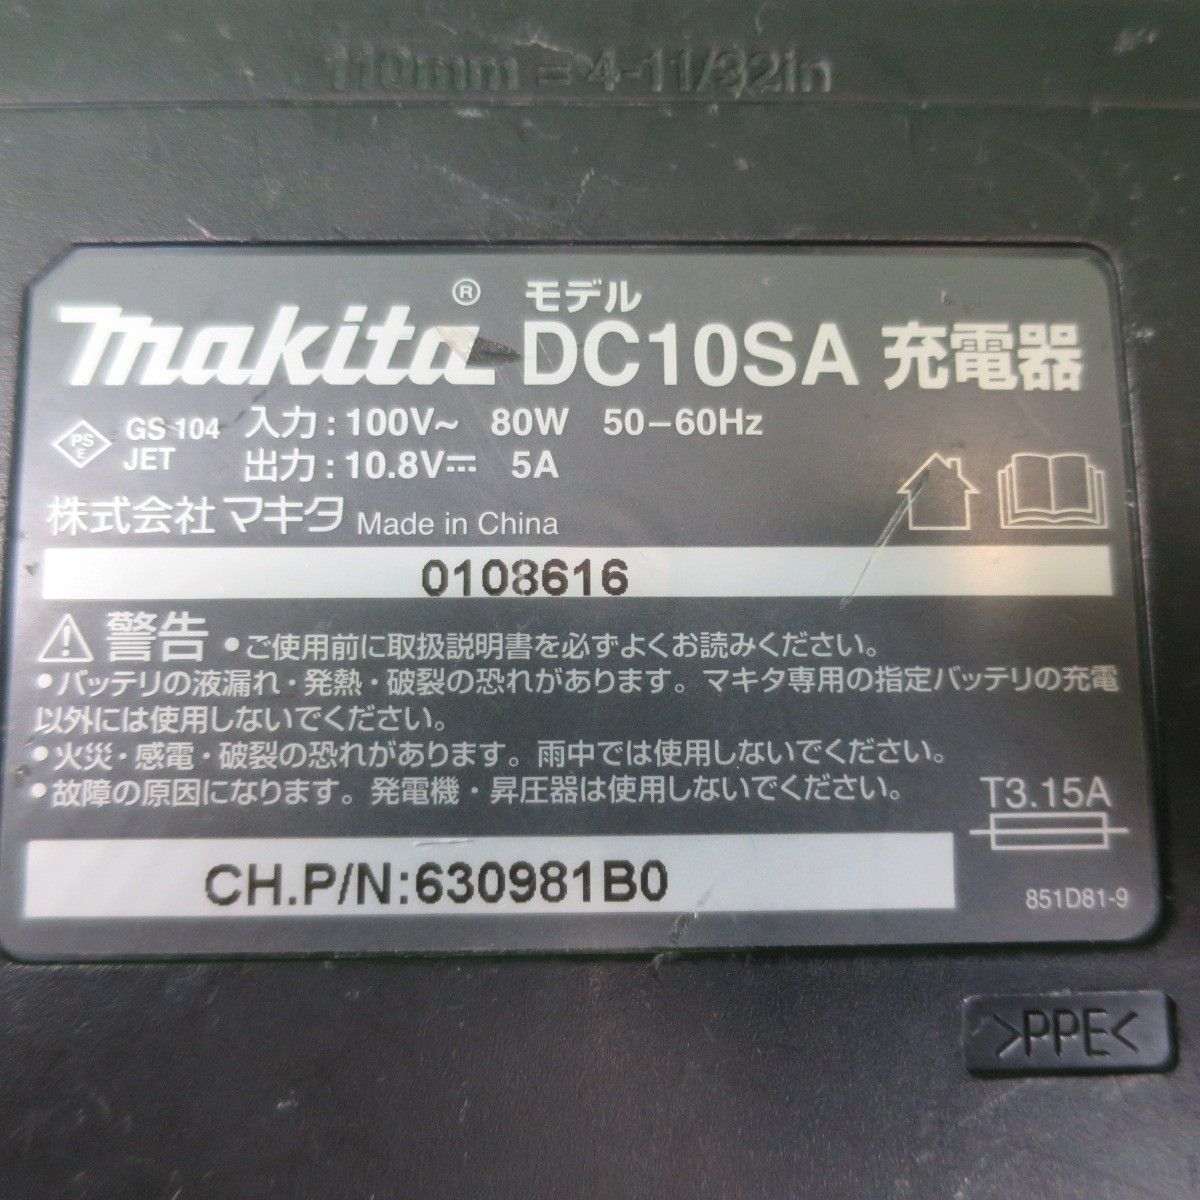 110mm = 4-11/32in
makita® モデル DC10SA 充電器
PS E GS 104 JET
入力：100V~ 80W 50−60Hz
出力：10.8V⎓ 5A
株式会社 マキタ Made in China
0108616
⚠ 警告 •ご使用前に取扱説明書を必ずよくお読みください。
•バッテリの液漏れ・発熱・破裂の恐れがあります。マキタ専用の指定バッテリの充電
以外には使用しないでください。
•火災・感電・破裂の恐れがあります。雨中では使用しないでください。
•故障の原因になります。発電機・昇圧器は使用しないでください。
T3.15A
CH.P/N:630981B0
851D81-9
>PPE<